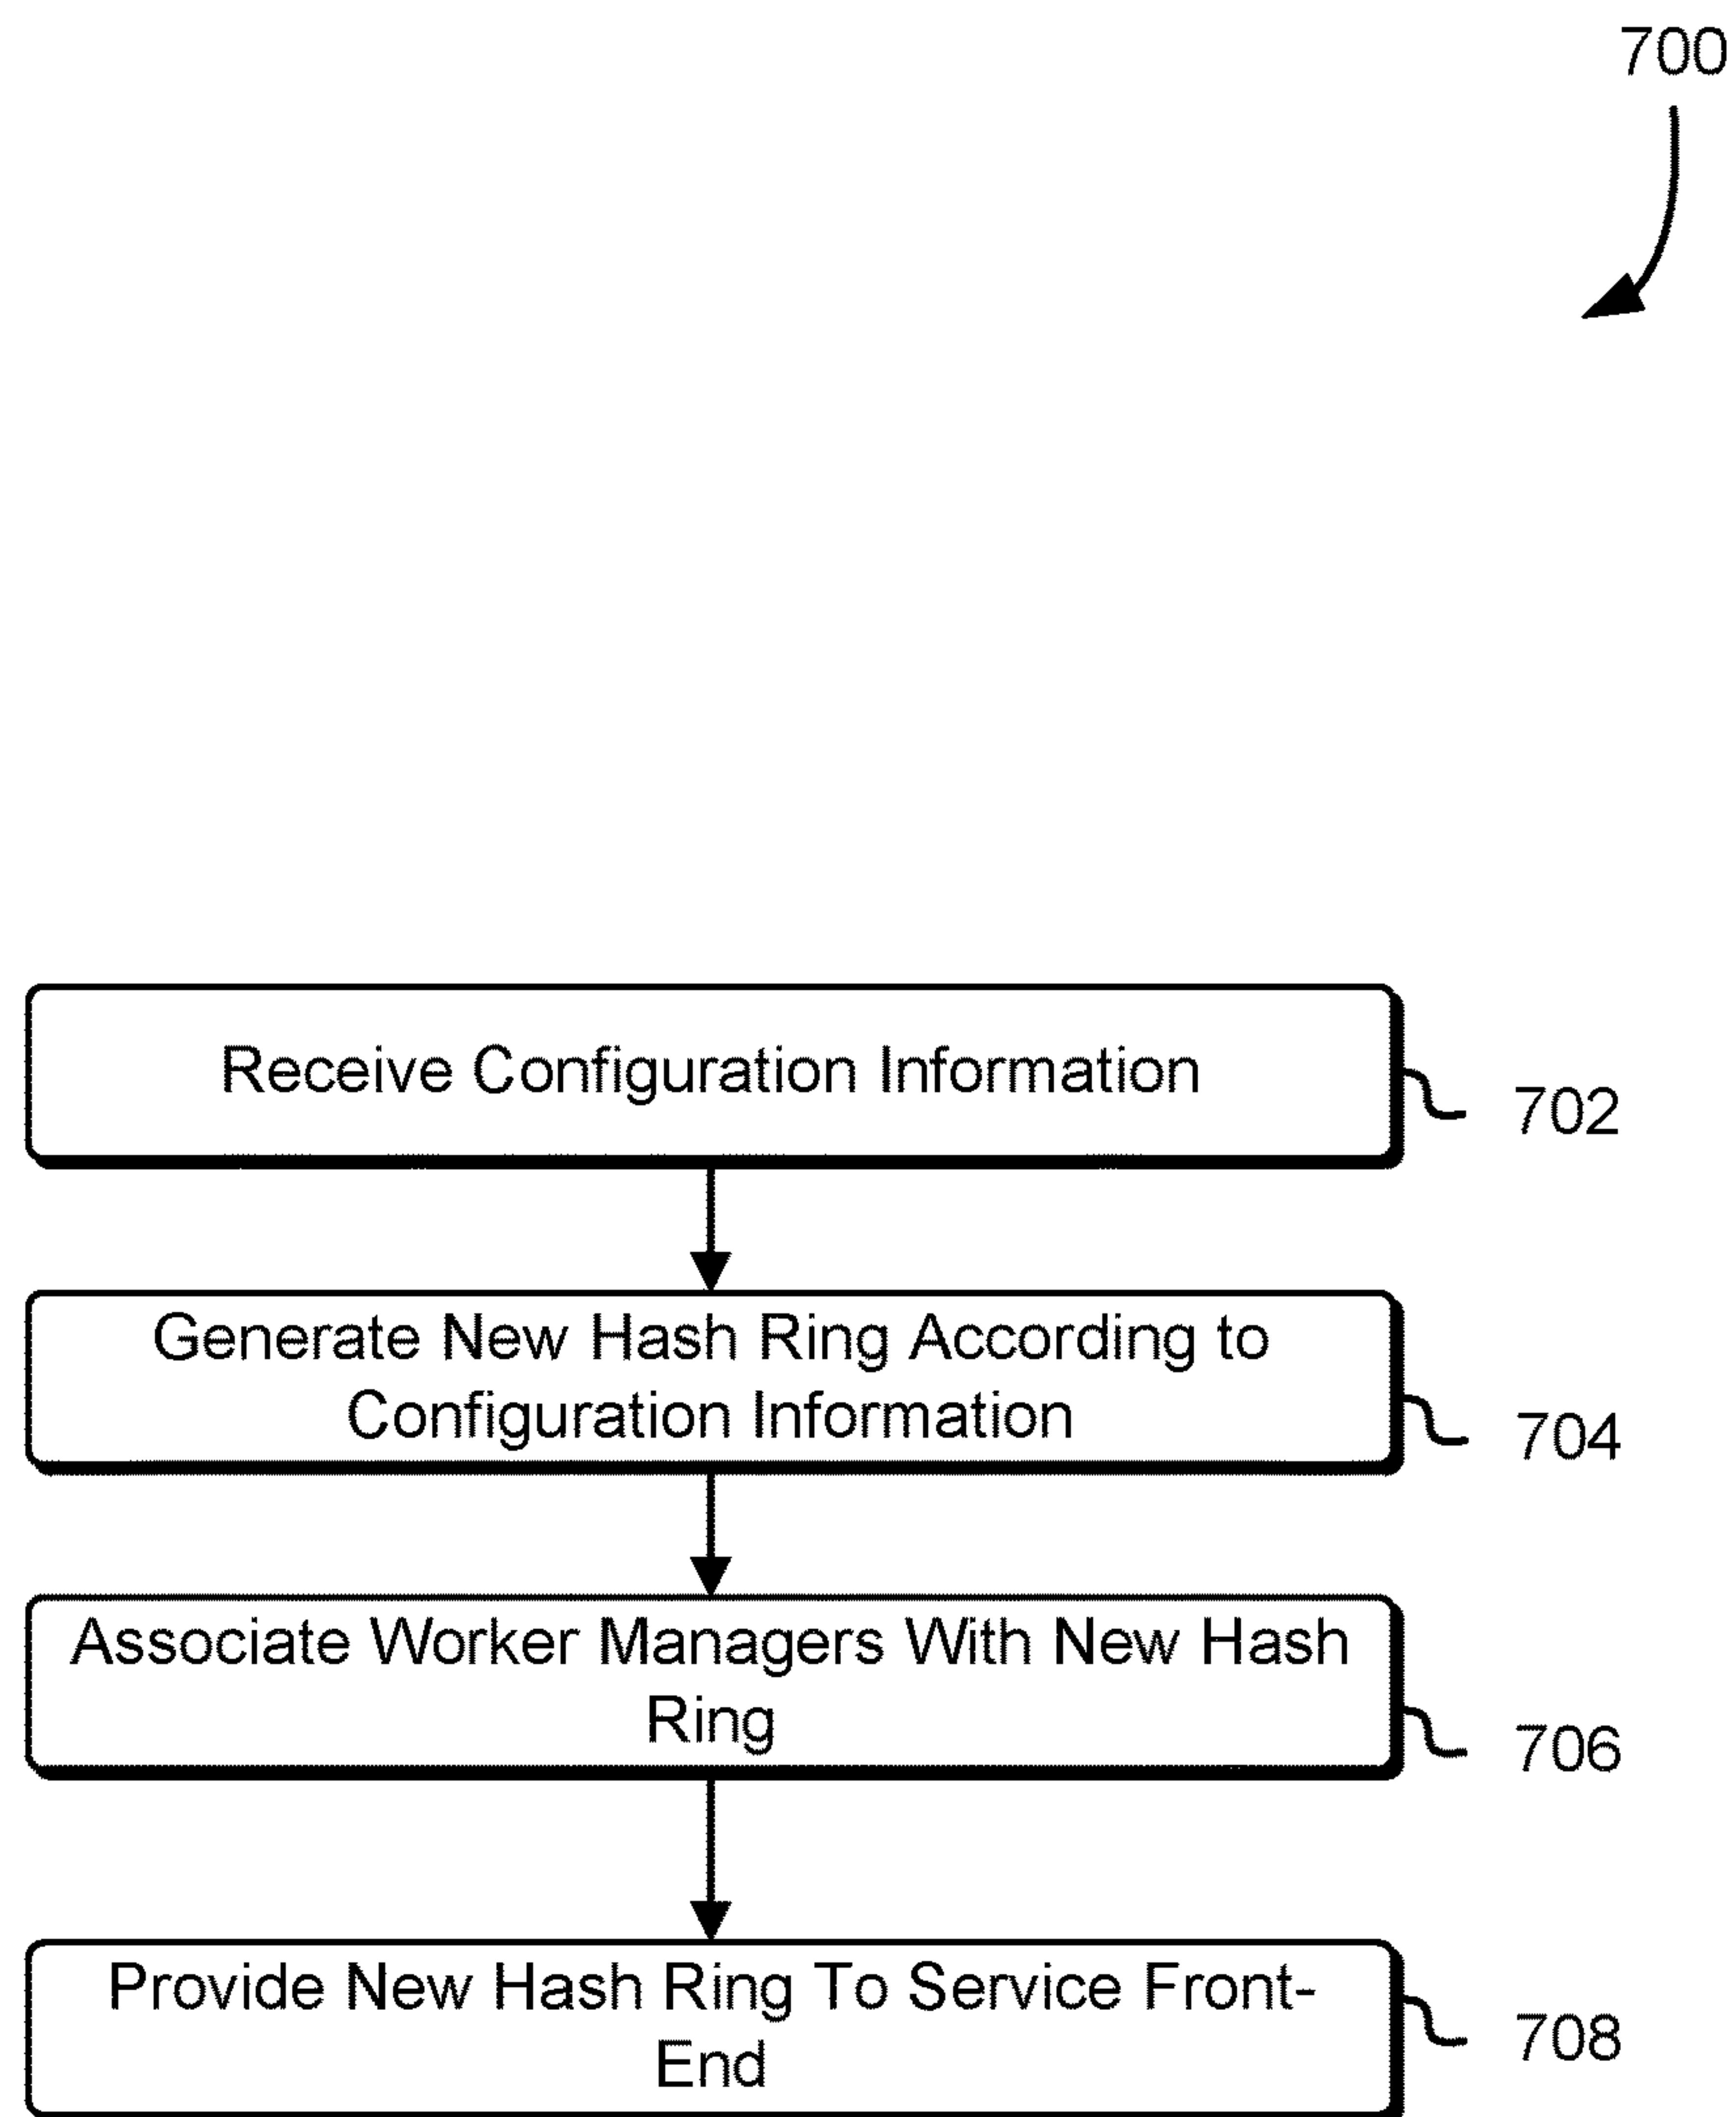 700
Receive Configuration Information
702
Generate New Hash Ring According to
Configuration Information
704
Associate Worker Managers With New Hash
Ring
706
Provide New Hash Ring To Service Front-
End
708